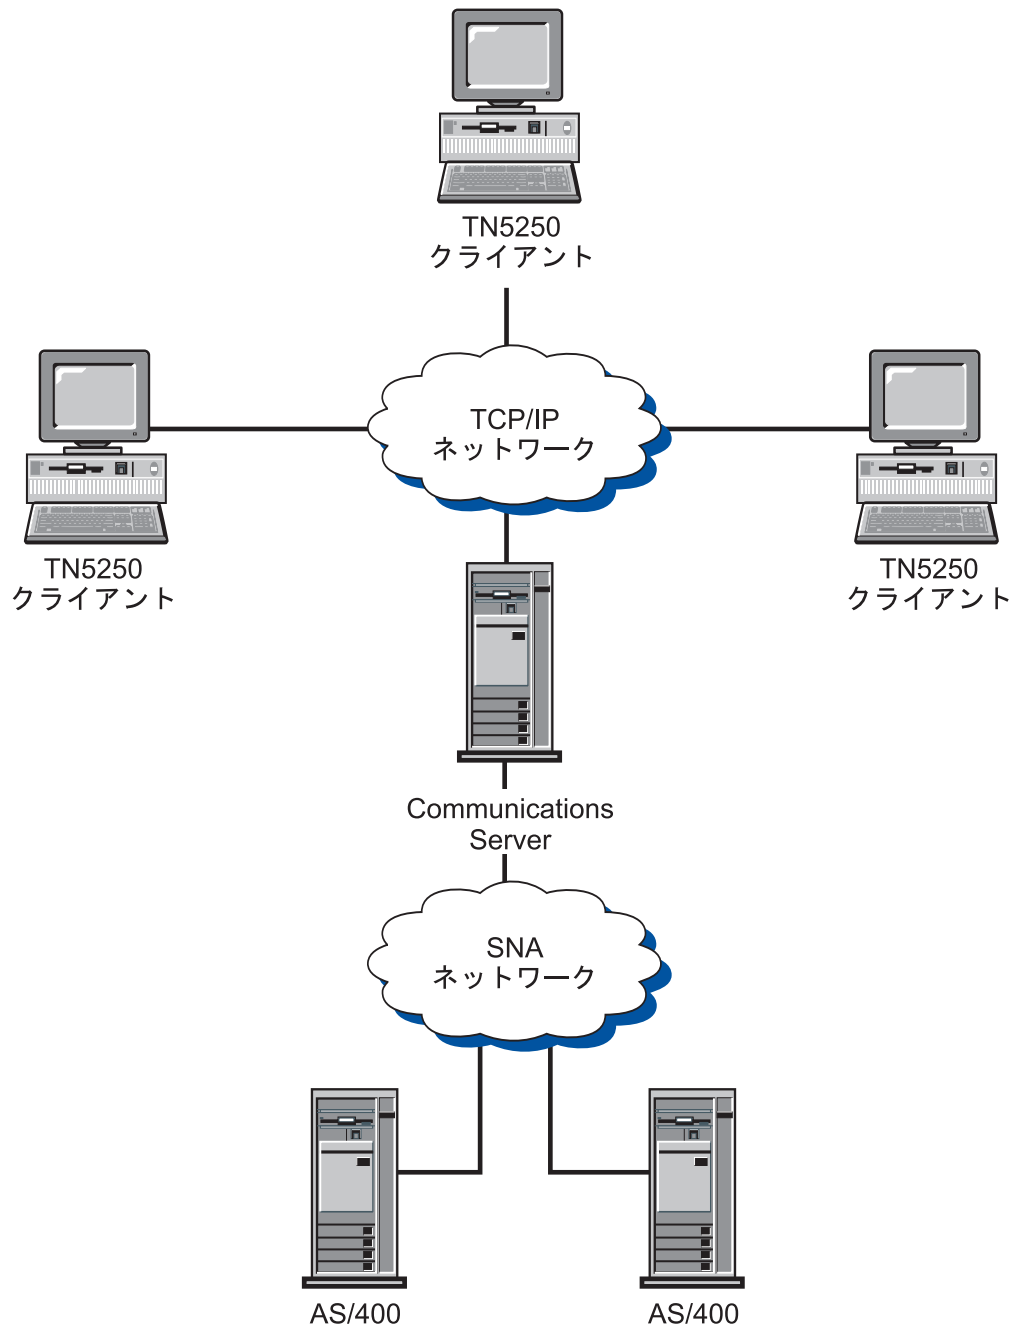 TN5250
クライアント
TCP/IP
ネットワーク
TN5250
クライアント
TN5250
クライアント
Communications
Server
SNA
ネットワーク
AS/400
AS/400